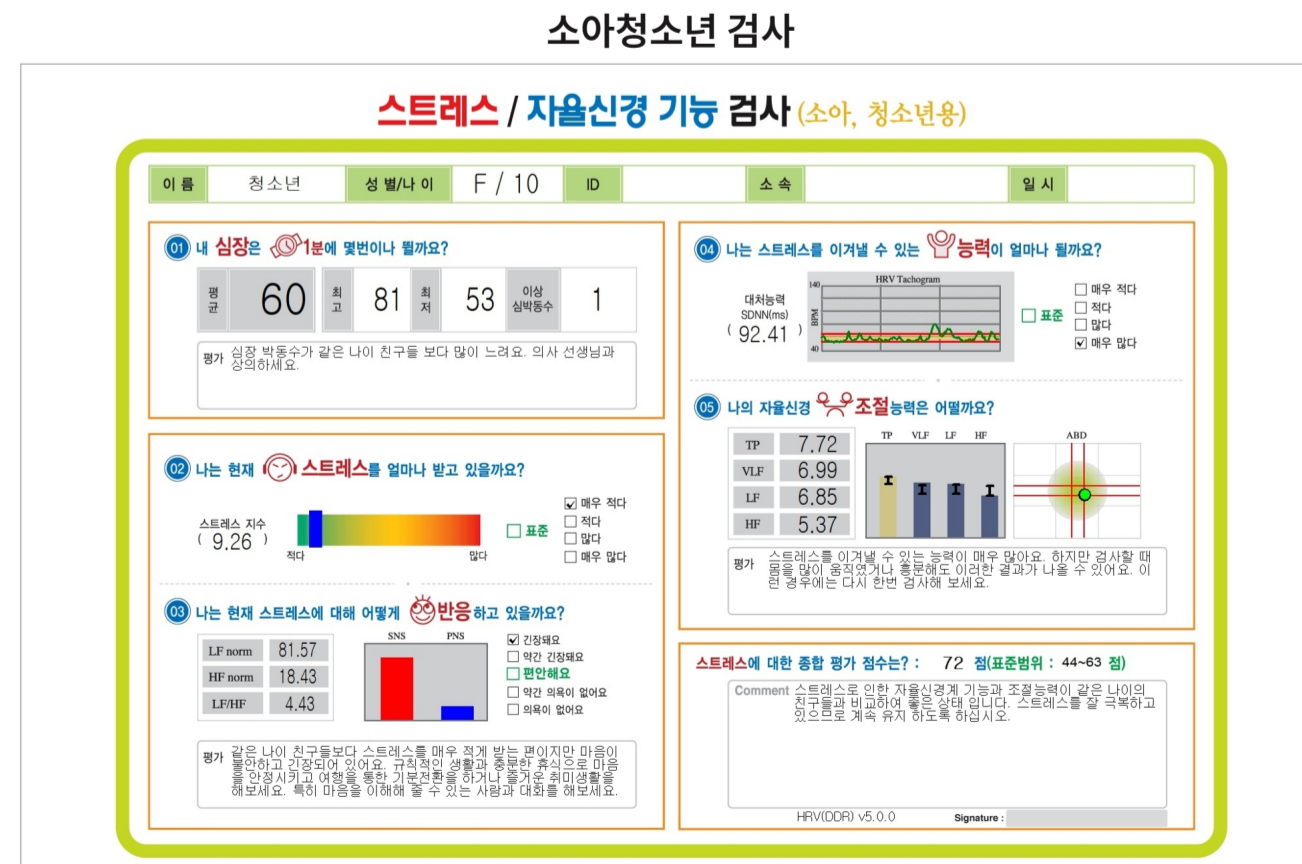 소아청소년 검사
스트레스 / 자율신경 기능 검사 (소아, 청소년용)
이 름 청소년 성 별/나 이 F / 10 ID 소 속 일 시
01 내 심장은 1분에 몇번이나 뛸까요?
평균 60 최고 81 최저 53 이상 심박동수 1
평가 심장 박동수가 같은 나이 친구들 보다 많이 느려요. 의사 선생님과
상의하세요.
02 나는 현재 스트레스를 얼마나 받고 있을까요?
스트레스 지수
( 9.26 )
적다 많다
표준
매우 적다
적다
많다
매우 많다
03 나는 현재 스트레스에 대해 어떻게 반응하고 있을까요?
LF norm 81.57
HF norm 18.43
LF/HF 4.43
SNS PNS
긴장돼요
약간 긴장돼요
편안해요
약간 의욕이 없어요
의욕이 없어요
평가 같은 나이 친구들보다 스트레스를 매우 적게 받는 편이지만 마음이
불안하고 긴장되어 있어요. 규칙적인 생활과 충분한 휴식으로 마음
을 안정시키고 여행을 통한 기분전환을 하거나 즐거운 취미생활을
해보세요. 특히 마음을 이해해 줄 수 있는 사람과 대화를 해보세요.
04 나는 스트레스를 이겨낼 수 있는 능력이 얼마나 될까요?
대처능력
SDNN(ms)
( 92.41 )
HRV Tachogram
140
BPM
40
표준
매우 적다
적다
많다
매우 많다
05 나의 자율신경 조절능력은 어떨까요?
TP 7.72
VLF 6.99
LF 6.85
HF 5.37
TP VLF LF HF
ABD
평가 스트레스를 이겨낼 수 있는 능력이 매우 많아요. 하지만 검사할 때
몸을 많이 움직였거나 흥분해도 이러한 결과가 나올 수 있어요. 이
런 경우에는 다시 한번 검사해 보세요.
스트레스에 대한 종합 평가 점수는? : 72 점(표준범위 : 44~63 점)
Comment 스트레스로 인한 자율신경계 기능과 조절능력이 같은 나이의
친구들과 비교하여 좋은 상태 입니다. 스트레스를 잘 극복하고
있으므로 계속 유지 하도록 하십시오.
HRV(DDR) v5.0.0 Signature :